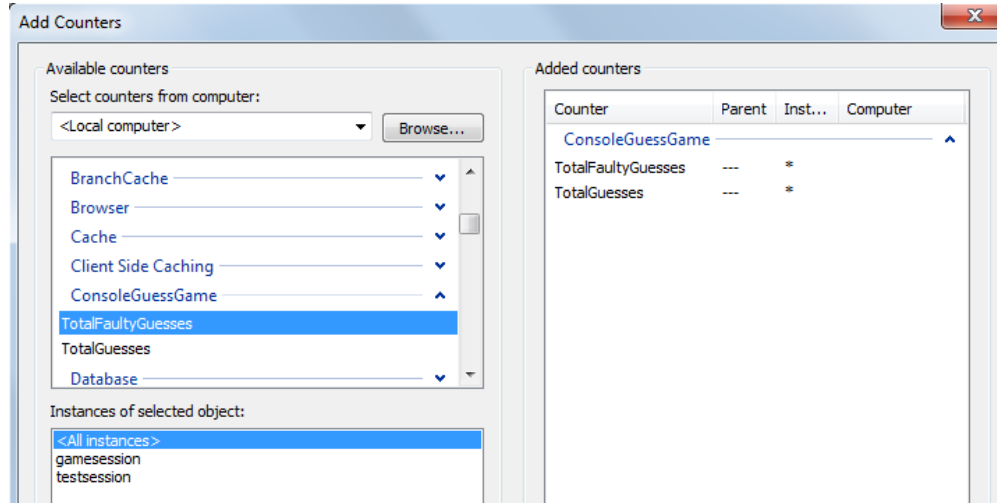 Add Counters
Available counters
Select counters from computer:
<Local computer>
Browse...
BranchCache
Browser
Cache
Client Side Caching
ConsoleGuessGame
TotalFaultyGuesses
TotalGuesses
Database
Instances of selected object:
<All instances>
gamesession
testsession
Added counters
Counter Parent Inst... Computer
ConsoleGuessGame
TotalFaultyGuesses --- *
TotalGuesses --- *